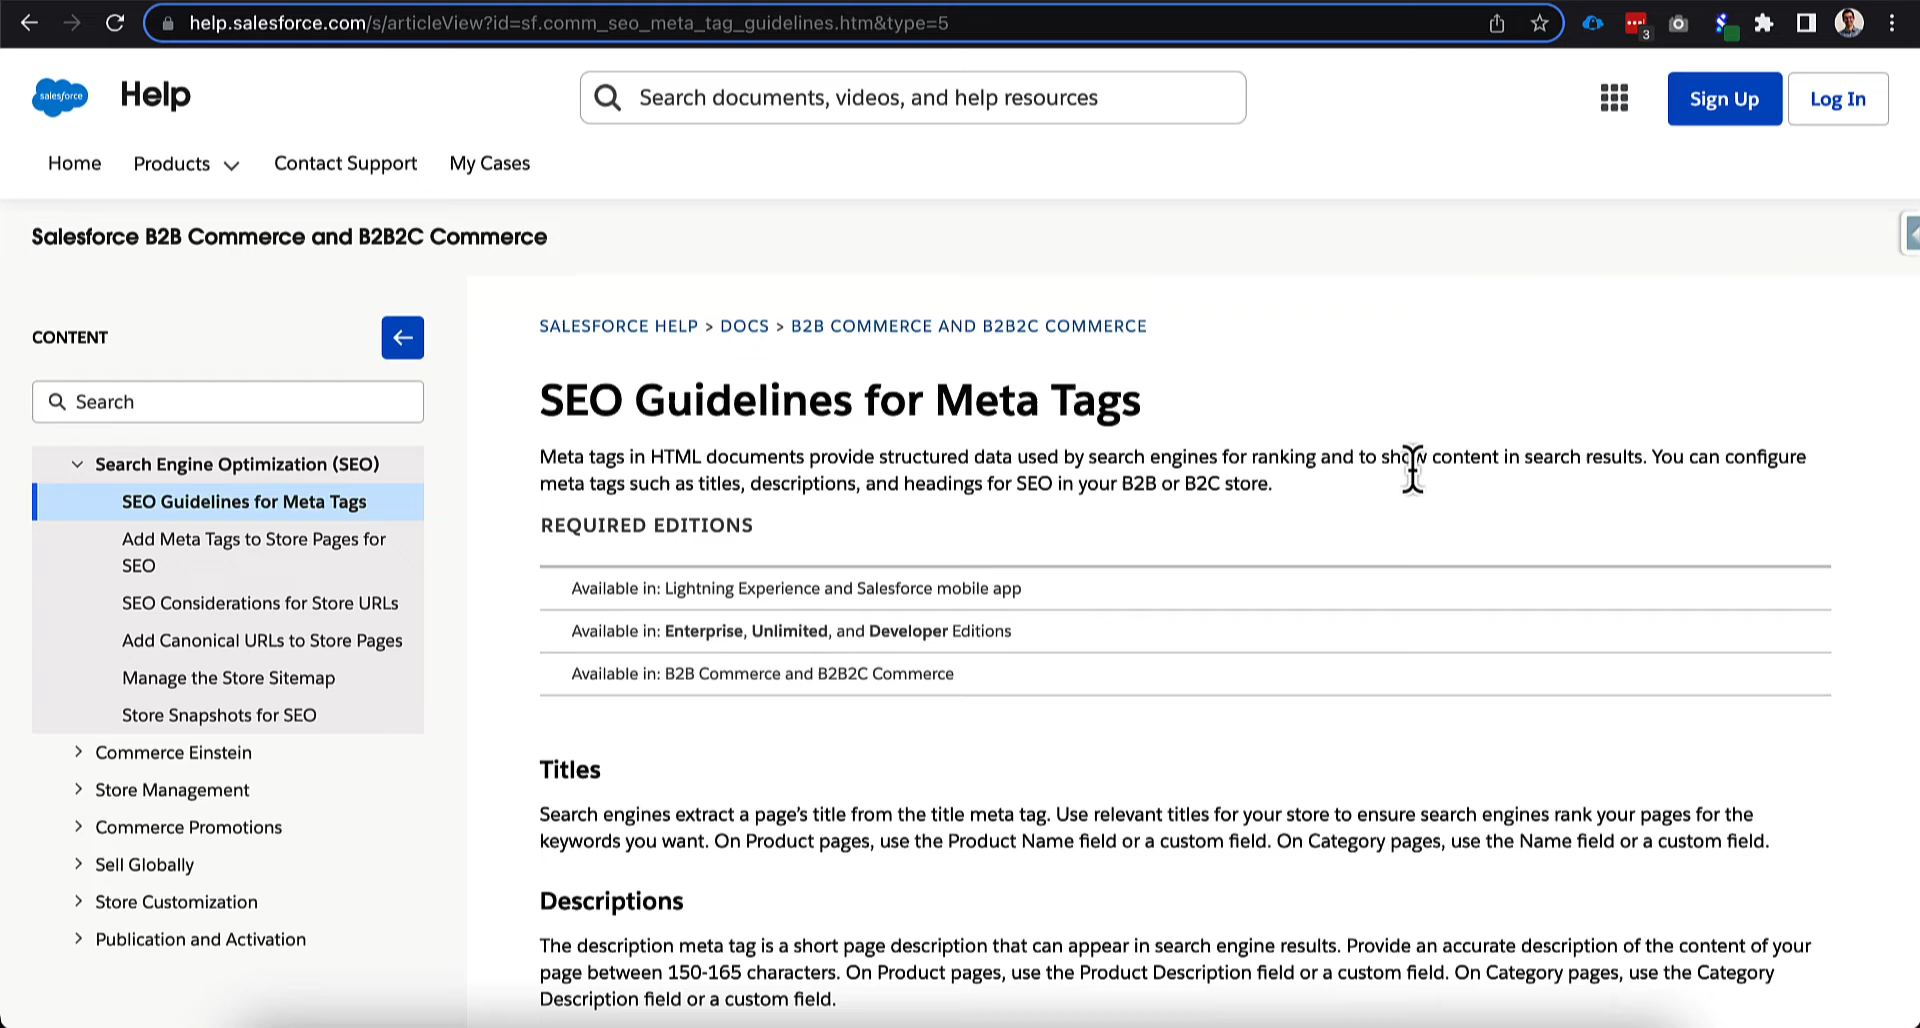 help.salesforce.com/s/articleView?id=sf.comm_seo_meta_tag_guidelines.htm&type=5
3
salesforce
Help
Search documents, videos, and help resources
Sign Up
Log In
Home
Products
Contact Support
My Cases
Salesforce B2B Commerce and B2B2C Commerce
CONTENT
Search
Search Engine Optimization (SEO)
SEO Guidelines for Meta Tags
Add Meta Tags to Store Pages for
SEO
SEO Considerations for Store URLs
Add Canonical URLs to Store Pages
Manage the Store Sitemap
Store Snapshots for SEO
Commerce Einstein
Store Management
Commerce Promotions
Sell Globally
Store Customization
Publication and Activation
SALESFORCE HELP > DOCS > B2B COMMERCE AND B2B2C COMMERCE
SEO Guidelines for Meta Tags
Meta tags in HTML documents provide structured data used by search engines for ranking and to show content in search results. You can configure
meta tags such as titles, descriptions, and headings for SEO in your B2B or B2C store.
REQUIRED EDITIONS
Available in: Lightning Experience and Salesforce mobile app
Available in: Enterprise, Unlimited, and Developer Editions
Available in: B2B Commerce and B2B2C Commerce
Titles
Search engines extract a page's title from the title meta tag. Use relevant titles for your store to ensure search engines rank your pages for the
keywords you want. On Product pages, use the Product Name field or a custom field. On Category pages, use the Name field or a custom field.
Descriptions
The description meta tag is a short page description that can appear in search engine results. Provide an accurate description of the content of your
page between 150-165 characters. On Product pages, use the Product Description field or a custom field. On Category pages, use the Category
Description field or a custom field.